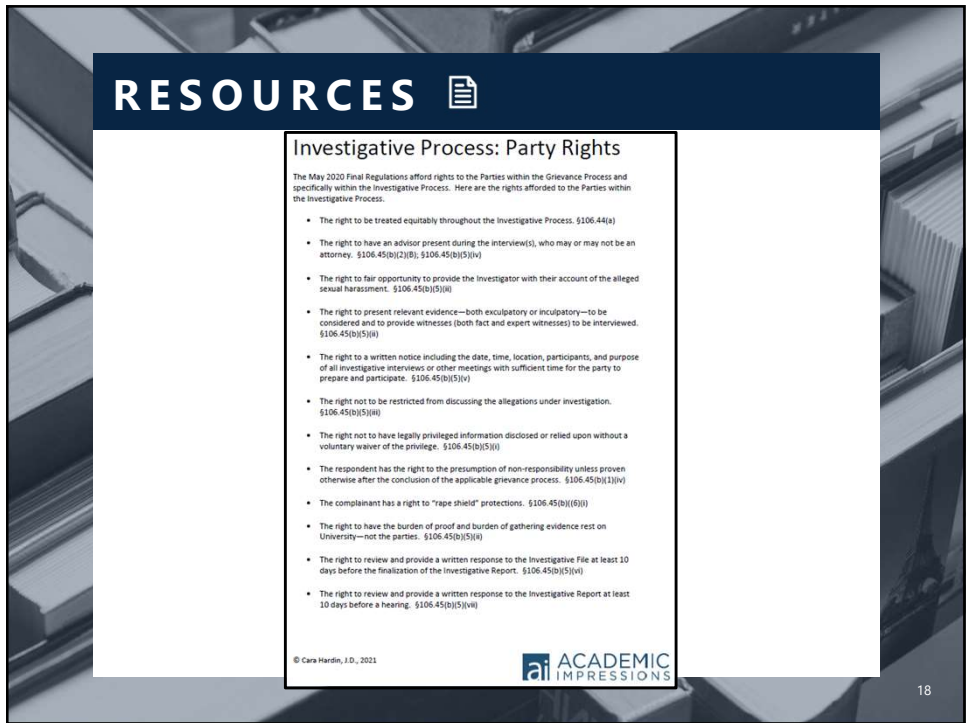 RESOURCES
Investigative Process: Party Rights
The May 2020 Final Regulations afford rights to the Parties within the Grievance Process and
specifically within the Investigative Process. Here are the rights afforded to the Parties within
the Investigative Process.
• The right to be treated equitably throughout the Investigative Process. §106.44(a)
• The right to have an advisor present during the interview(s), who may or may not be an
attorney. §106.45(b)(2)(B); §106.45(b)(5)(iv)
• The right to fair opportunity to provide the Investigator with their account of the alleged
sexual harassment. §106.45(b)(5)(ii)
• The right to present relevant evidence—both exculpatory or inculpatory—to be
considered and to provide witnesses (both fact and expert witnesses) to be interviewed.
§106.45(b)(5)(ii)
• The right to a written notice including the date, time, location, participants, and purpose
of all investigative interviews or other meetings with sufficient time for the party to
prepare and participate. §106.45(b)(5)(v)
• The right not to be restricted from discussing the allegations under investigation.
§106.45(b)(5)(iii)
• The right not to have legally privileged information disclosed or relied upon without a
voluntary waiver of the privilege. §106.45(b)(5)(i)
• The respondent has the right to the presumption of non-responsibility unless proven
otherwise after the conclusion of the applicable grievance process. §106.45(b)(1)(iv)
• The complainant has a right to “rape shield” protections. §106.45(b)((6)(i)
• The right to have the burden of proof and burden of gathering evidence rest on
University—not the parties. §106.45(b)(5)(ii)
• The right to review and provide a written response to the Investigative File at least 10
days before the finalization of the Investigative Report. §106.45(b)(5)(vi)
• The right to review and provide a written response to the Investigative Report at least
10 days before a hearing. §106.45(b)(5)(vii)
© Cara Hardin, J.D., 2021
ai ACADEMIC
IMPRESSIONS
18